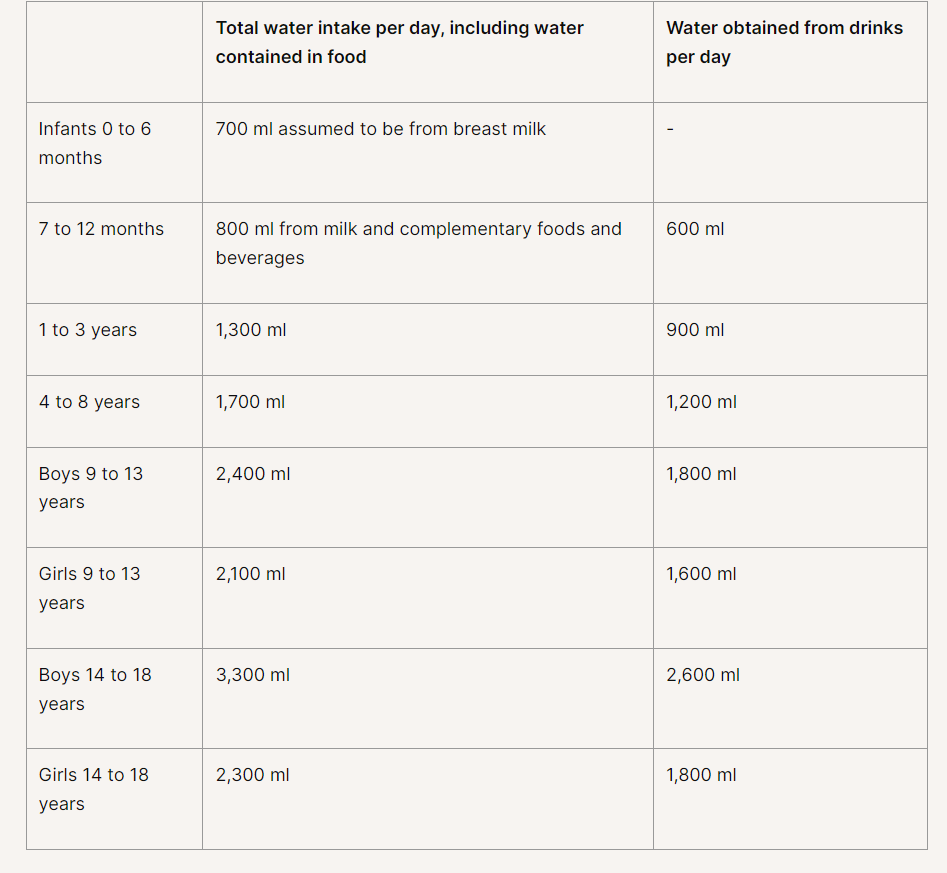 Total water intake per day, including water
contained in food
Water obtained from drinks
per day
Infants 0 to 6
months
700 ml assumed to be from breast milk
-
7 to 12 months
800 ml from milk and complementary foods and
beverages
600 ml
1 to 3 years
1,300 ml
900 ml
4 to 8 years
1,700 ml
1,200 ml
Boys 9 to 13
years
2,400 ml
1,800 ml
Girls 9 to 13
years
2,100 ml
1,600 ml
Boys 14 to 18
years
3,300 ml
2,600 ml
Girls 14 to 18
years
2,300 ml
1,800 ml